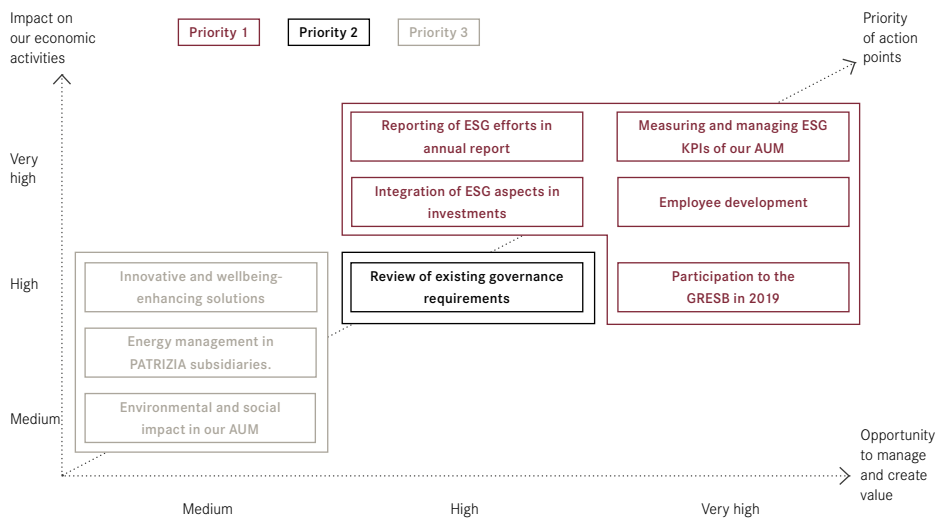 Impact on
our economic
activities
Priority 1
Priority 2
Priority 3
Priority
of action
points
Very
high
Reporting of ESG efforts in
annual report
Measuring and managing ESG
KPIs of our AUM
Integration of ESG aspects in
investments
Employee development
High
Innovative and wellbeing-
enhancing solutions
Review of existing governance
requirements
Participation to the
GRESB in 2019
Energy management in
PATRIZIA subsidiaries.
Medium
Environmental and social
impact in our AUM
Opportunity
to manage
and create
value
Medium
High
Very high